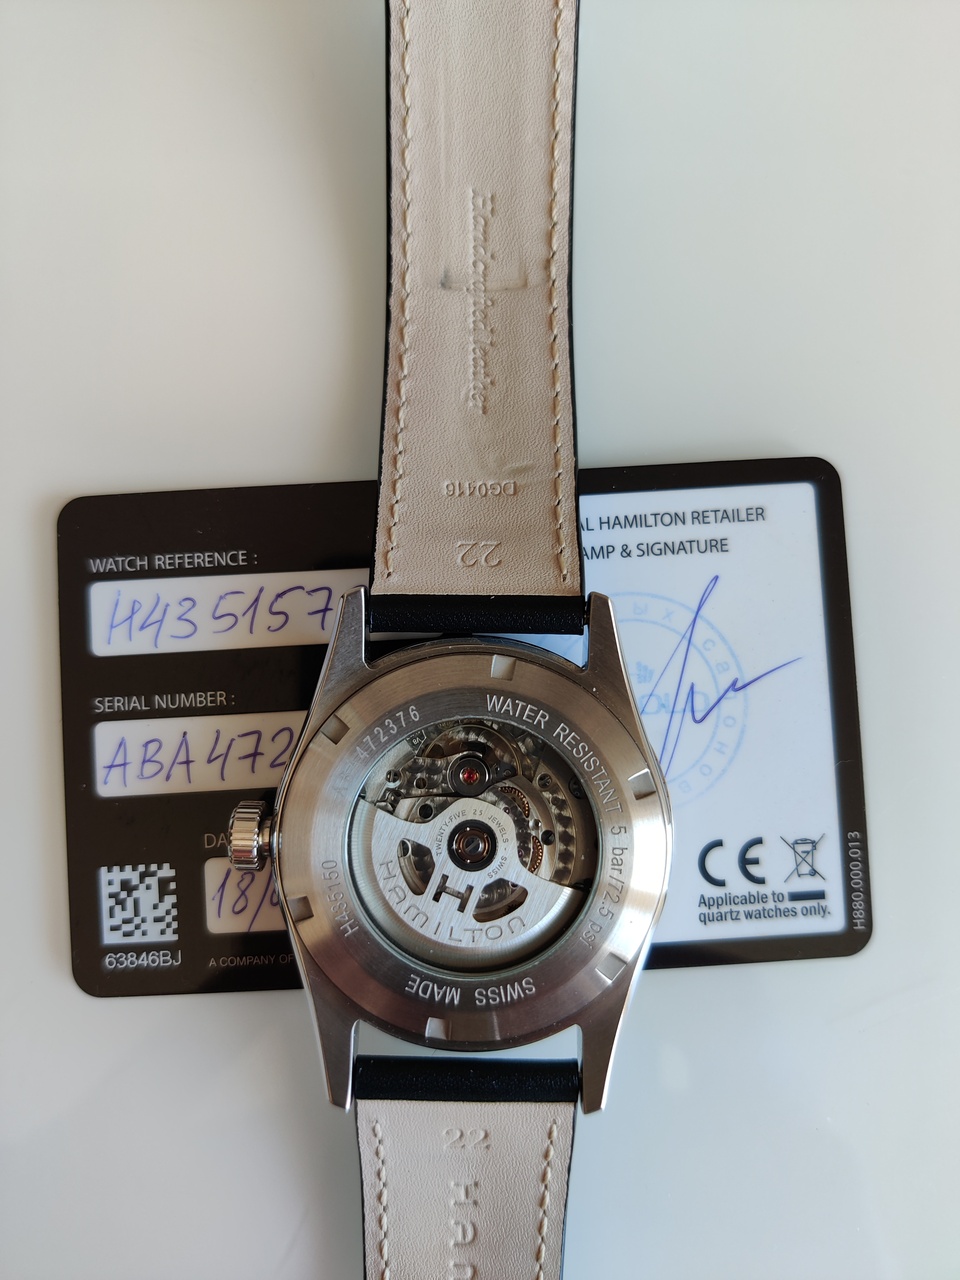 Handcrafted leather
DG0416
22
WATCH REFERENCE :
H435157
SERIAL NUMBER :
ABA472
DA
18/
63846BJ
A COMPANY OF
AL HAMILTON RETAILER
AMP & SIGNATURE
CE
Applicable to
quartz watches only.
H880.000.013
472376
WATER RESISTANT 5 bar/72.5 psi
SWISS MADE
TWENTY-FIVE 25 JEWELS - SWISS
H
HAMILTON
22
Ham